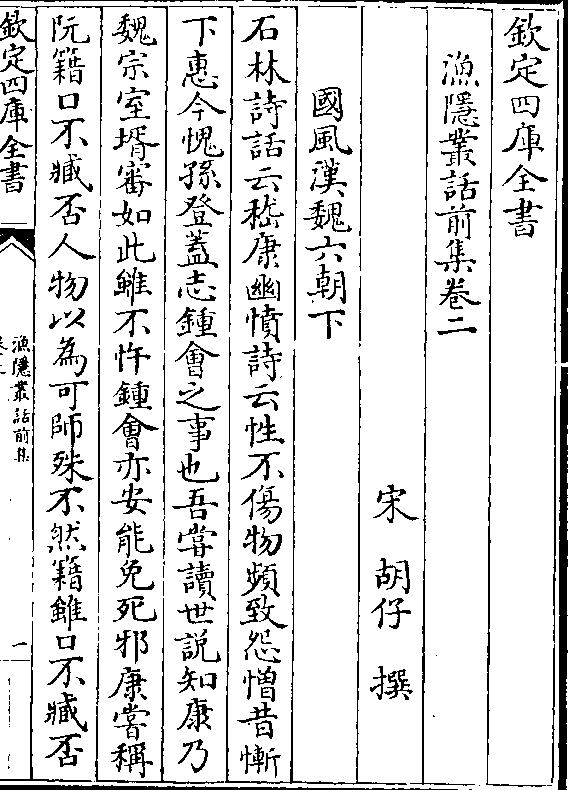 欽定四庫全書
漁隱叢話前集卷二
宋 胡仔 撰
國風漢魏六朝下
石林詩話云嵇康幽憤詩云性不傷物頻致怨憎昔慚
下惠今愧孫登蓋志鍾會之事也吾嘗讀世說知康乃
魏宗室壻審如此雖不忤鍾會亦安能免死邪康嘗稱
阮籍口不臧否人物以為可師殊不然籍雖口不臧否
欽定四庫全書
漁隱叢話前集
一